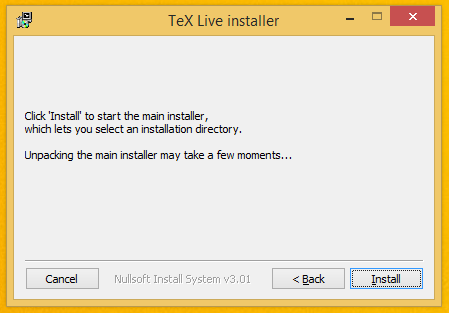 TeX Live installer
Click 'Install' to start the main installer,
which lets you select an installation directory.
Unpacking the main installer may take a few moments...
Cancel
Nullsoft Install System v3.01
< Back
Install